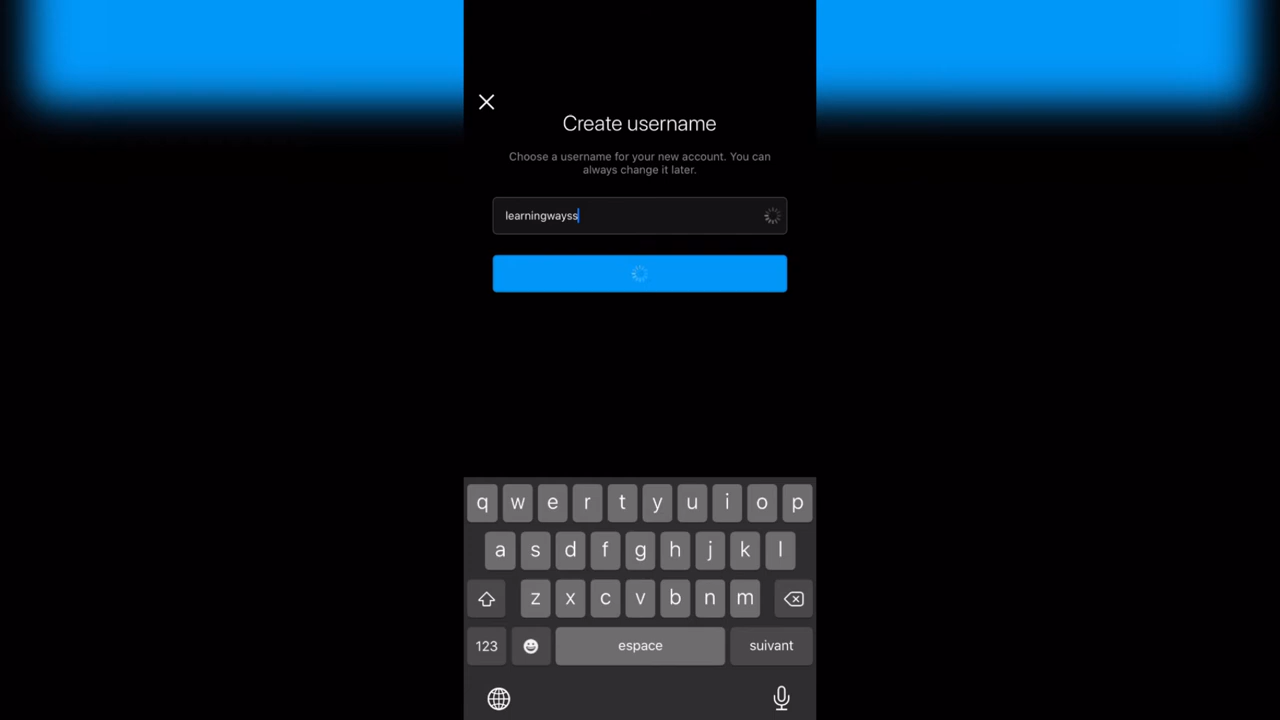 Create username
Choose a username for your new account. You can
always change it later.
learningwayss
q w e r t y u i o p
a s d f g h j k l
z x c v b n m
123 espace suivant